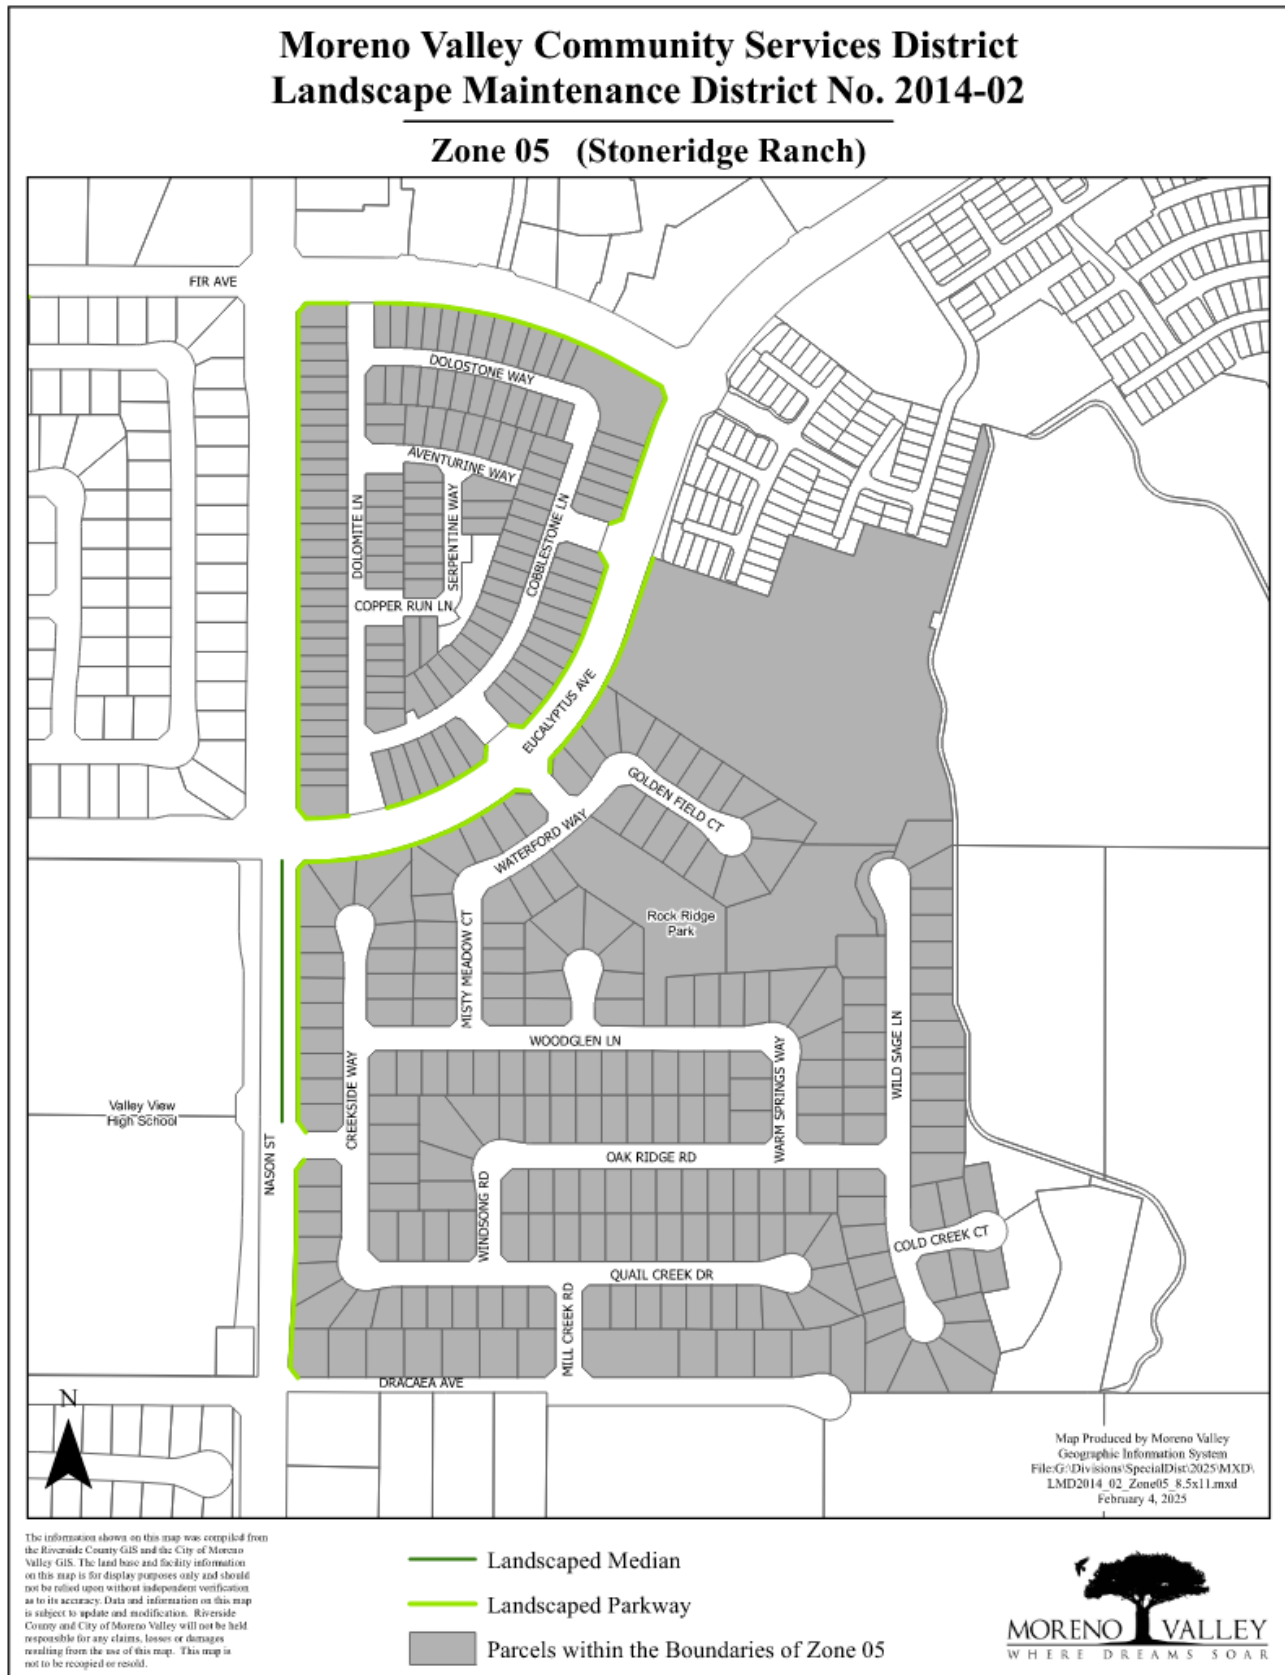 Moreno Valley Community Services District
Landscape Maintenance District No. 2014-02
Zone 05 (Stoneridge Ranch)
FIR AVE
DOLOSTONE WAY
AVENTURINE WAY
DOLOMITE LN
SERPENTINE WAY
COBBLESTONE LN
COPPER RUN LN
EUCALYPTUS AVE
GOLDEN FIELD CT
WATERFORD WAY
Rock Ridge
Park
MISTY MEADOW CT
WOODGLEN LN
WILD SAGE LN
CREEKSIDE WAY
WARM SPRINGS WAY
Valley View
High School
NASON ST
OAK RIDGE RD
WINDSONG RD
COLD CREEK CT
QUAIL CREEK DR
MILL CREEK RD
DRACAEA AVE
N
Map Produced by Moreno Valley
Geographic Information System
File:G:\Divisions\SpecialDist\2025\MXD\
LMD2014_02_Zone05_8.5x11.mxd
February 4, 2025
The information shown on this map was compiled from
the Riverside County GIS and the City of Moreno
Valley GIS. The land base and facility information
on this map is for display purposes only and should
not be relied upon without independent verification
as to its accuracy. Data and information on this map
is subject to update and modification. Riverside
County and City of Moreno Valley will not be held
responsible for any claims, losses or damages
resulting from the use of this map. This map is
not to be recopied or resold.
Landscaped Median
Landscaped Parkway
Parcels within the Boundaries of Zone 05
MORENO VALLEY
WHERE DREAMS SOAR